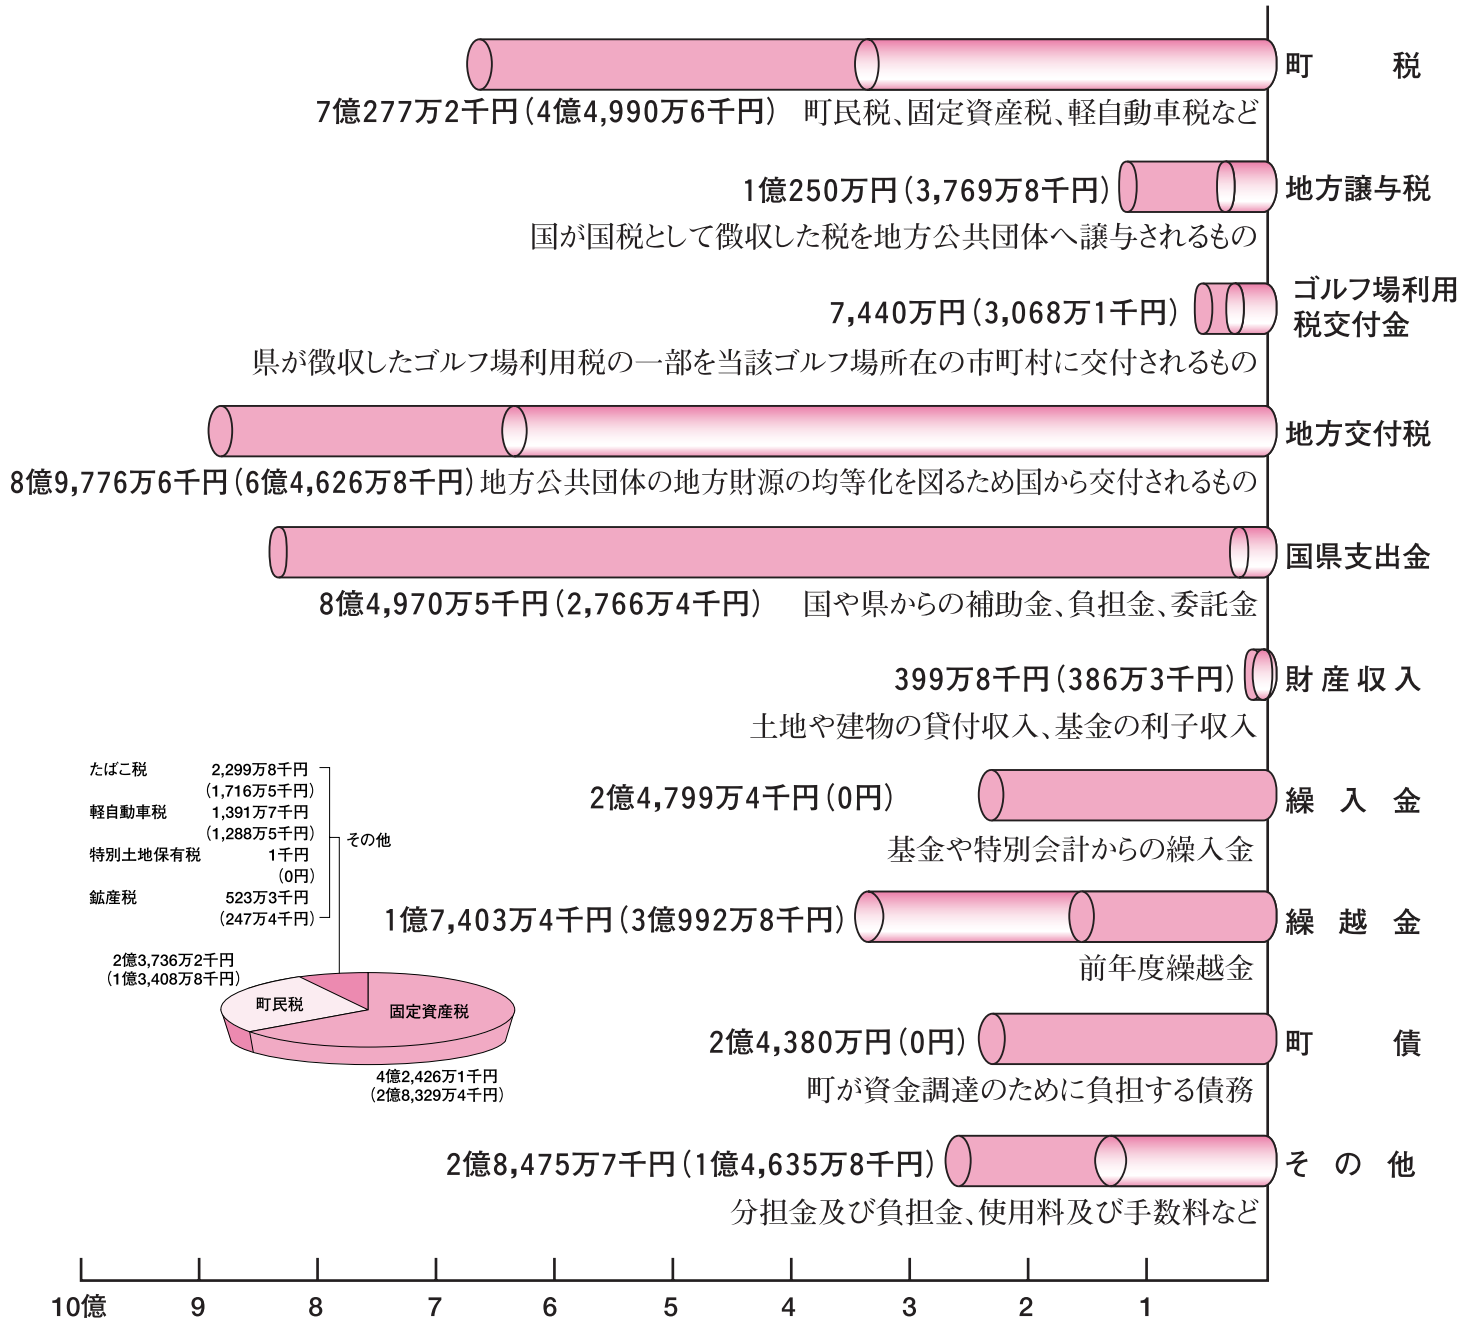 町税
7億277万2千円（4億4,990万6千円） 町民税、固定資産税、軽自動車税など
1億250万円（3,769万8千円） 地方譲与税
国が国税として徴収した税を地方公共団体へ譲与されるもの
ゴルフ場利用
税交付金
7,440万円（3,068万1千円）
県が徴収したゴルフ場利用税の一部を当該ゴルフ場所在の市町村に交付されるもの
地方交付税
8億9,776万6千円（6億4,626万8千円）地方公共団体の地方財源の均等化を図るため国から交付されるもの
国県支出金
8億4,970万5千円（2,766万4千円） 国や県からの補助金、負担金、委託金
399万8千円（386万3千円） 財産収入
土地や建物の貸付収入、基金の利子収入
2億4,799万4千円（0円） 繰入金
基金や特別会計からの繰入金
1億7,403万4千円（3億992万8千円） 繰越金
前年度繰越金
2億4,380万円（0円） 町債
町が資金調達のために負担する債務
2億8,475万7千円（1億4,635万8千円） その他
分担金及び負担金、使用料及び手数料など
たばこ税 2,299万8千円
（1,716万5千円）
軽自動車税 1,391万7千円
（1,288万5千円）
その他
特別土地保有税 1千円
（0円）
鉱産税 523万3千円
（247万4千円）
2億3,736万2千円
（1億3,408万8千円）
町民税
固定資産税
4億2,426万1千円
（2億8,329万4千円）
10億 9 8 7 6 5 4 3 2 1